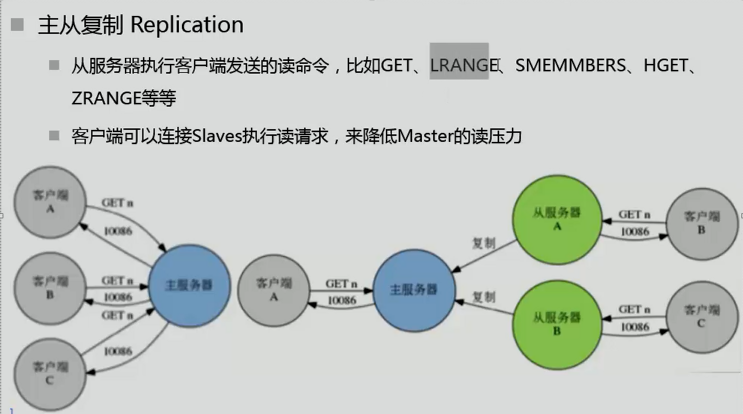 主从复制 Replication
从服务器执行客户端发送的读命令，比如GET、LRANGE、SMEMMBERS、HGET、
ZRANGE等等
客户端可以连接Slaves执行读请求，来降低Master的读压力
客户端
A
GET n
10086
客户端
B
GET n
10086
GET n
10086
客户端
C
主服务器
客户端
A
GET n
10086
主服务器
复制
复制
从服务器
A
GET n
10086
客户端
B
从服务器
B
GET n
10086
客户端
C
1